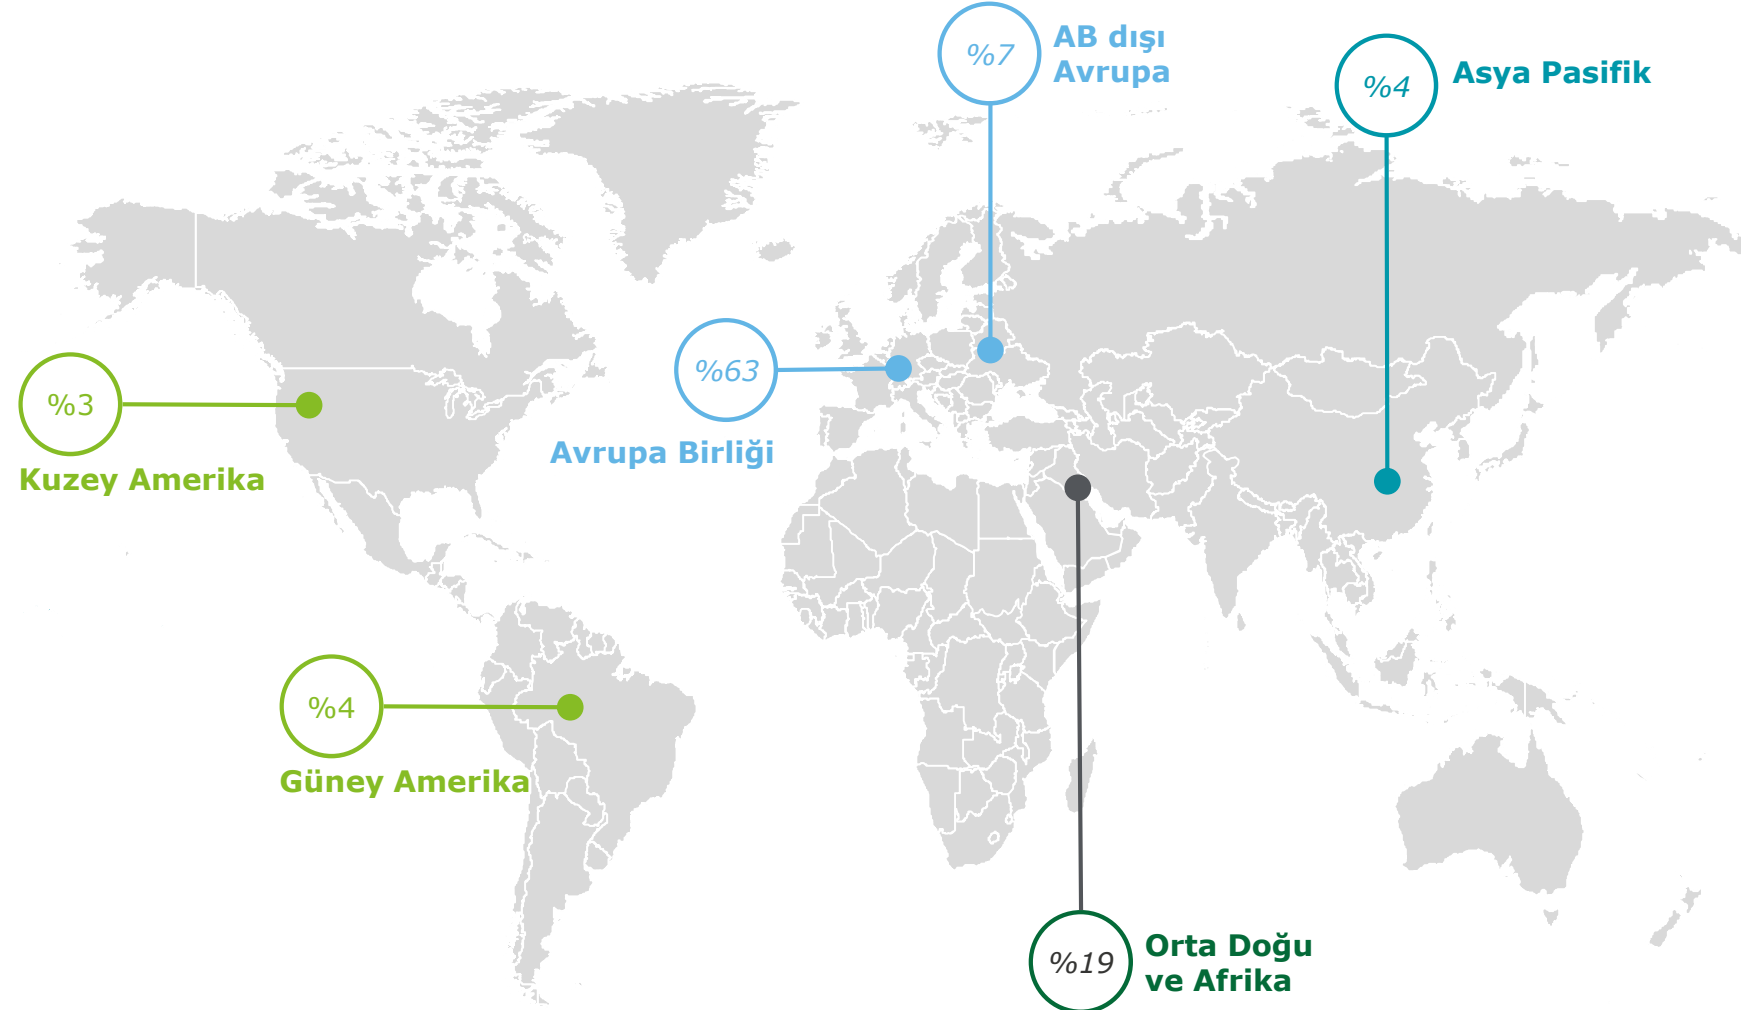 %7
AB dışı
Avrupa
%4
Asya Pasifik
%63
Avrupa Birliği
%3
Kuzey Amerika
%4
Güney Amerika
%19
Orta Doğu
ve Afrika